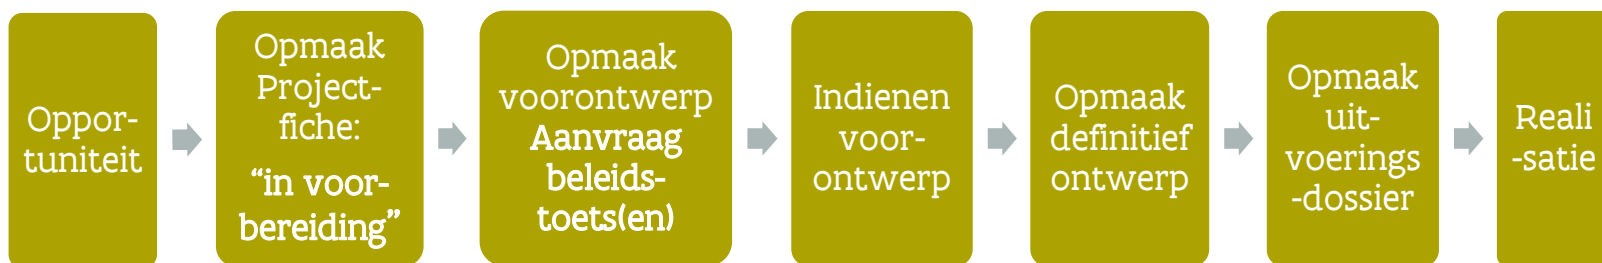 Oppor-
tuniteit
Opmaak
Project-
fiche:
“in voor-
bereiding”
Opmaak
voorontwerp
Aanvraag
beleids-
toets(en)
Indienen
voor-
ontwerp
Opmaak
definitief
ontwerp
Opmaak
uit-
voerings
-dossier
Reali
-satie